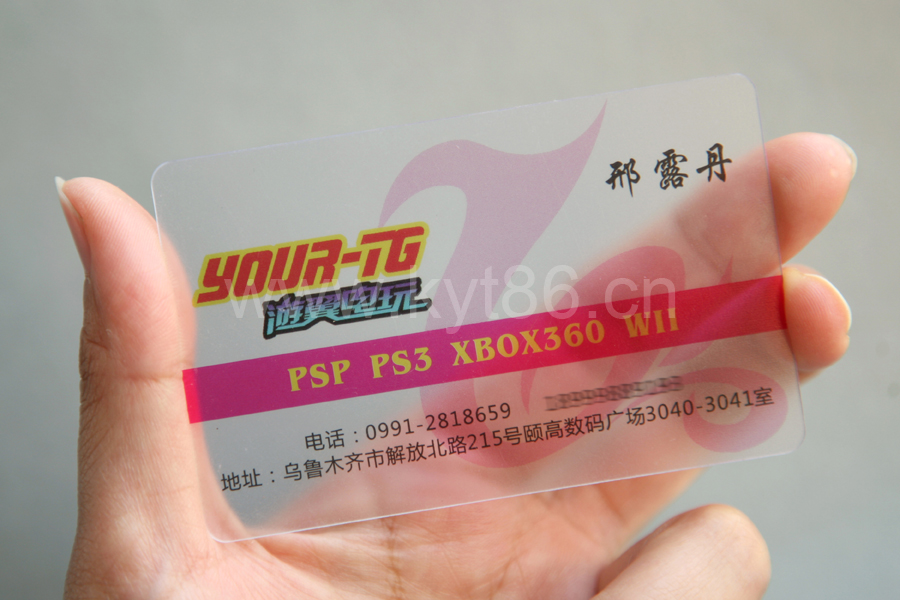 邢露丹
YOUR-TG
游翼电玩
www.kyt86.cn
PSP PS3 XBOX360 WII
电话：0991-2818659
地址：乌鲁木齐市解放北路215号颐高数码广场3040-3041室